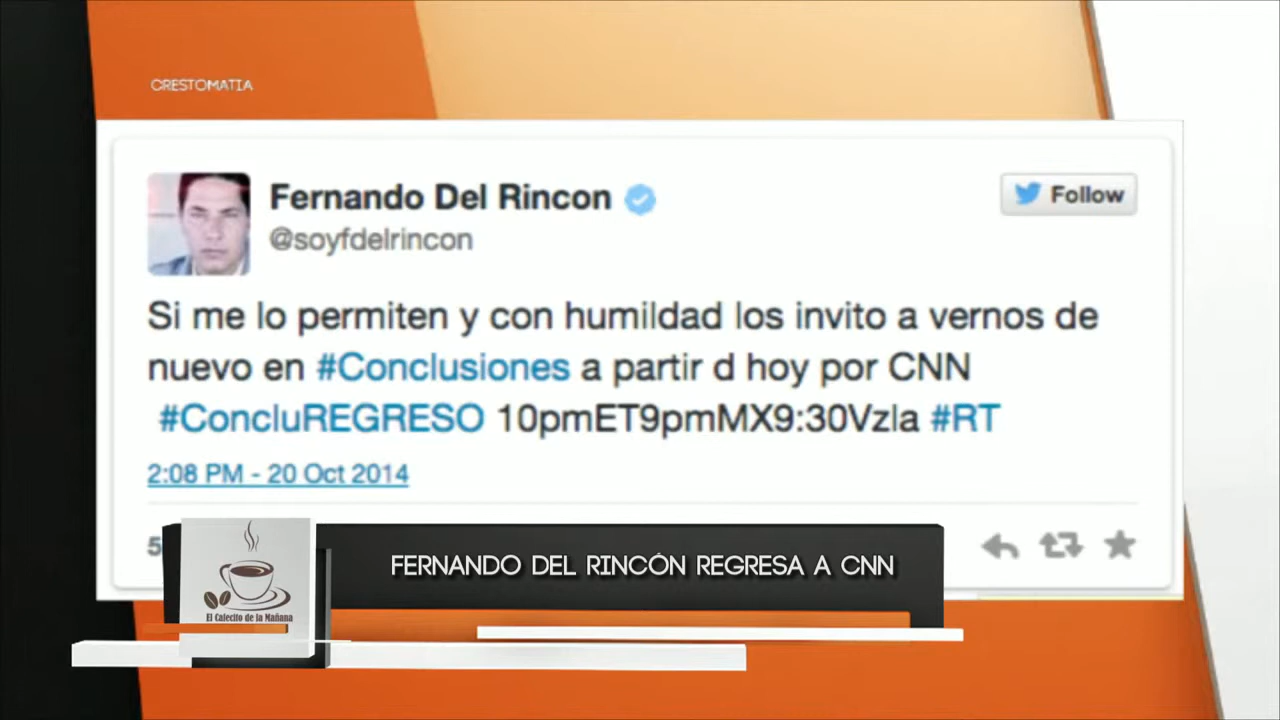 CRESTOMATIA
Fernando Del Rincon
@soyfdelrincon
Follow
Si me lo permiten y con humildad los invito a vernos de
nuevo en #Conclusiones a partir d hoy por CNN
#ConcluREGRESO 10pmET9pmMX9:30Vzla #RT
2:08 PM - 20 Oct 2014
El Cafecito de la Mañana
FERNANDO DEL RINCÓN REGRESA A CNN